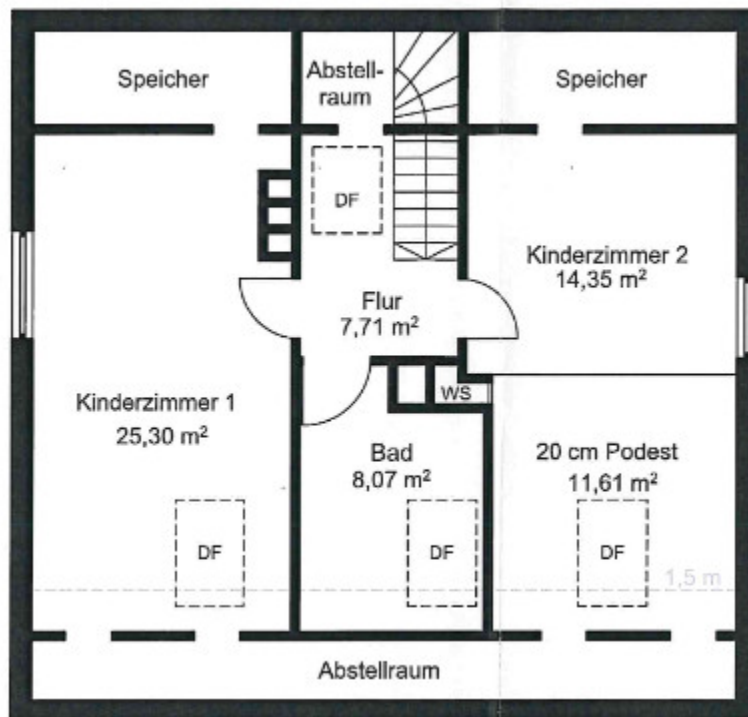 Speicher
Abstell-
raum
Speicher
DF
Kinderzimmer 2
14,35 m²
Flur
7,71 m²
Kinderzimmer 1
25,30 m²
WS
Bad
8,07 m²
20 cm Podest
11,61 m²
DF
DF
DF
1,5 m
Abstellraum